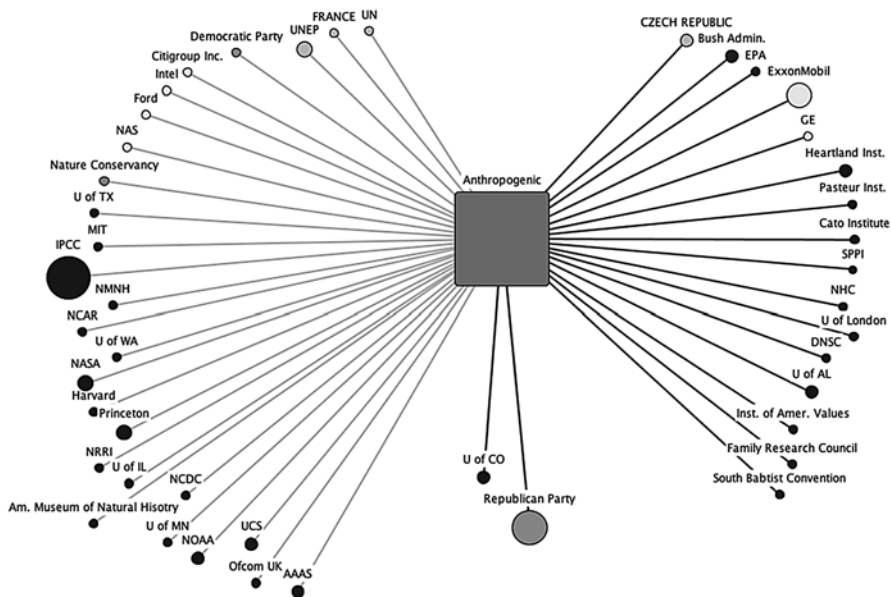 FRANCE
UN
CZECH REPUBLIC
Democratic Party
UNEP
Bush Admin.
Citigroup Inc.
EPA
Intel
ExxonMobil
Ford
GE
NAS
Heartland Inst.
Nature Conservancy
Anthropogenic
Pasteur Inst.
U of TX
Cato Institute
MIT
IPCC
SPPI
NMNH
NHC
NCAR
U of London
U of WA
DNSC
NASA
U of AL
Harvard
Princeton
Inst. of Amer. Values
NRRI
U of IL
U of CO
Family Research Council
NCDC
South Babtist Convention
Am. Museum of Natural Hisotry
Republican Party
U of MN
UCS
NOAA
Ofcom UK
AAAS